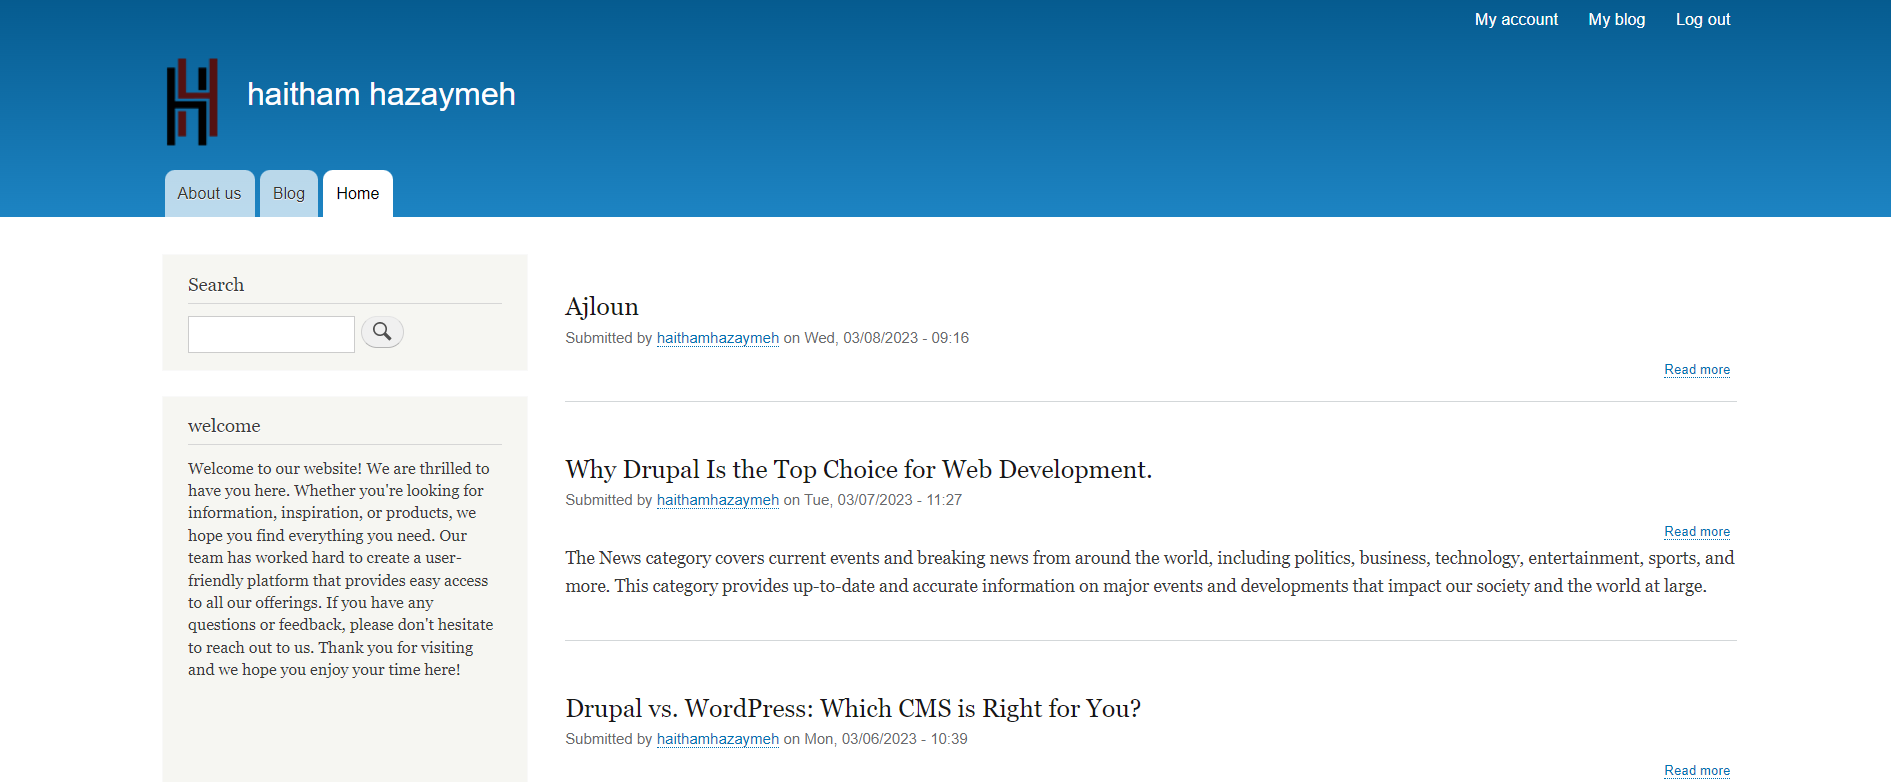 My account
My blog
Log out
haitham hazaymeh
About us
Blog
Home
Search
welcome
Welcome to our website! We are thrilled to
have you here. Whether you're looking for
information, inspiration, or products, we
hope you find everything you need. Our
team has worked hard to create a user-
friendly platform that provides easy access
to all our offerings. If you have any
questions or feedback, please don't hesitate
to reach out to us. Thank you for visiting
and we hope you enjoy your time here!
Ajloun
Submitted by haithamhazaymeh on Wed, 03/08/2023 - 09:16
Read more
Why Drupal Is the Top Choice for Web Development.
Submitted by haithamhazaymeh on Tue, 03/07/2023 - 11:27
Read more
The News category covers current events and breaking news from around the world, including politics, business, technology, entertainment, sports, and
more. This category provides up-to-date and accurate information on major events and developments that impact our society and the world at large.
Drupal vs. WordPress: Which CMS is Right for You?
Submitted by haithamhazaymeh on Mon, 03/06/2023 - 10:39
Read more